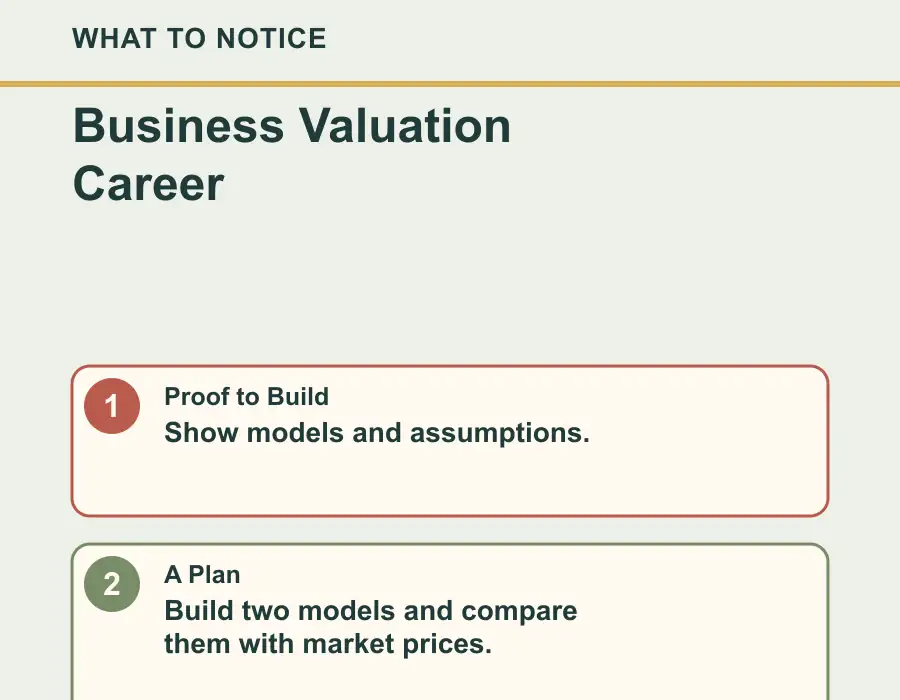 WHAT TO NOTICE
Business Valuation
Career
1
Proof to Build
Show models and assumptions.
2
A Plan
Build two models and compare
them with market prices.